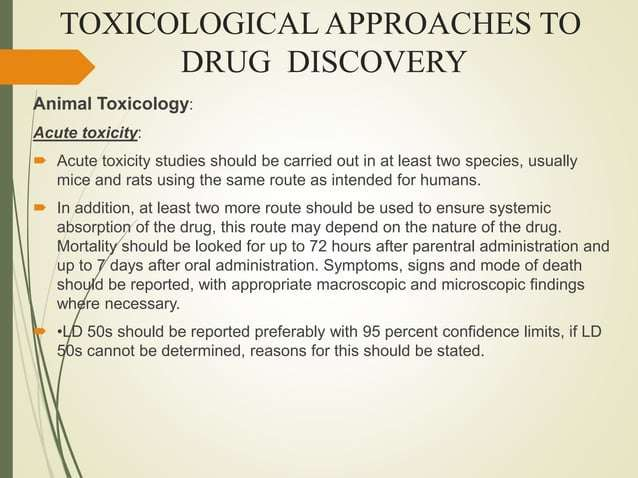 TOXICOLOGICAL APPROACHES TO
DRUG DISCOVERY
Animal Toxicology:
Acute toxicity:
Acute toxicity studies should be carried out in at least two species, usually
mice and rats using the same route as intended for humans.
In addition, at least two more route should be used to ensure systemic
absorption of the drug, this route may depend on the nature of the drug.
Mortality should be looked for up to 72 hours after parentral administration and
up to 7 days after oral administration. Symptoms, signs and mode of death
should be reported, with appropriate macroscopic and microscopic findings
where necessary.
•LD 50s should be reported preferably with 95 percent confidence limits, if LD
50s cannot be determined, reasons for this should be stated.